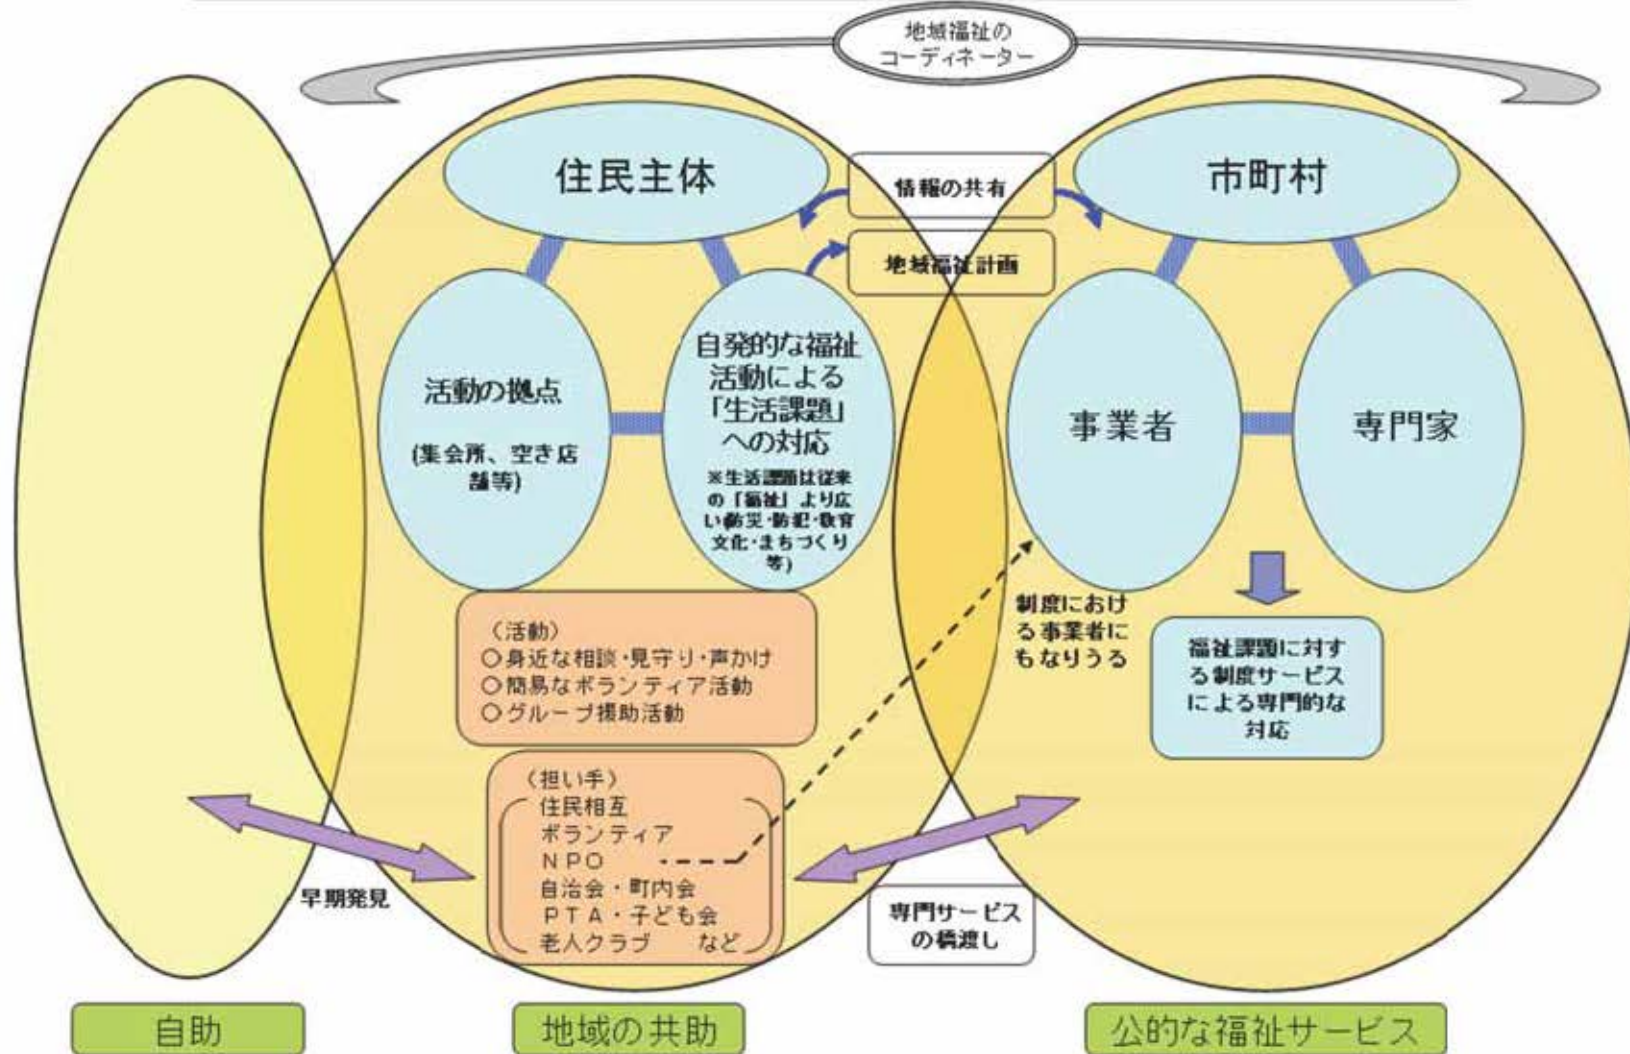 地域福祉の
コーディネーター
住民主体
情報の共有
市町村
地域福祉計画
活動の拠点
(集会所、空き店
舗等)
自発的な福祉
活動による
「生活課題」
への対応
※生活課題は従来
の「福祉」より広
い(防災・防犯・教育
文化・まちづくり
等)
事業者
専門家
(活動)
○身近な相談・見守り・声かけ
○簡易なボランティア活動
○グループ援助活動
制度におけ
る事業者に
もなりうる
福祉課題に対す
る制度サービス
による専門的な
対応
(担い手)
住民相互
ボランティア
NPO
自治会・町内会
PTA・子ども会
老人クラブ など
早期発見
専門サービス
の橋渡し
自助
地域の共助
公的な福祉サービス